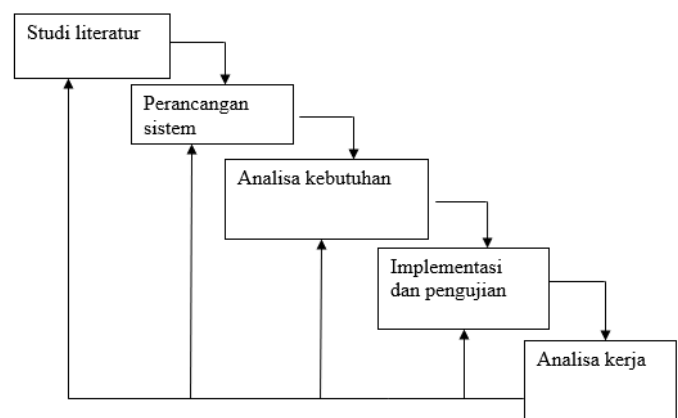 Studi literatur
Perancangan
sistem
Analisa kebutuhan
Implementasi
dan pengujian
Analisa kerja